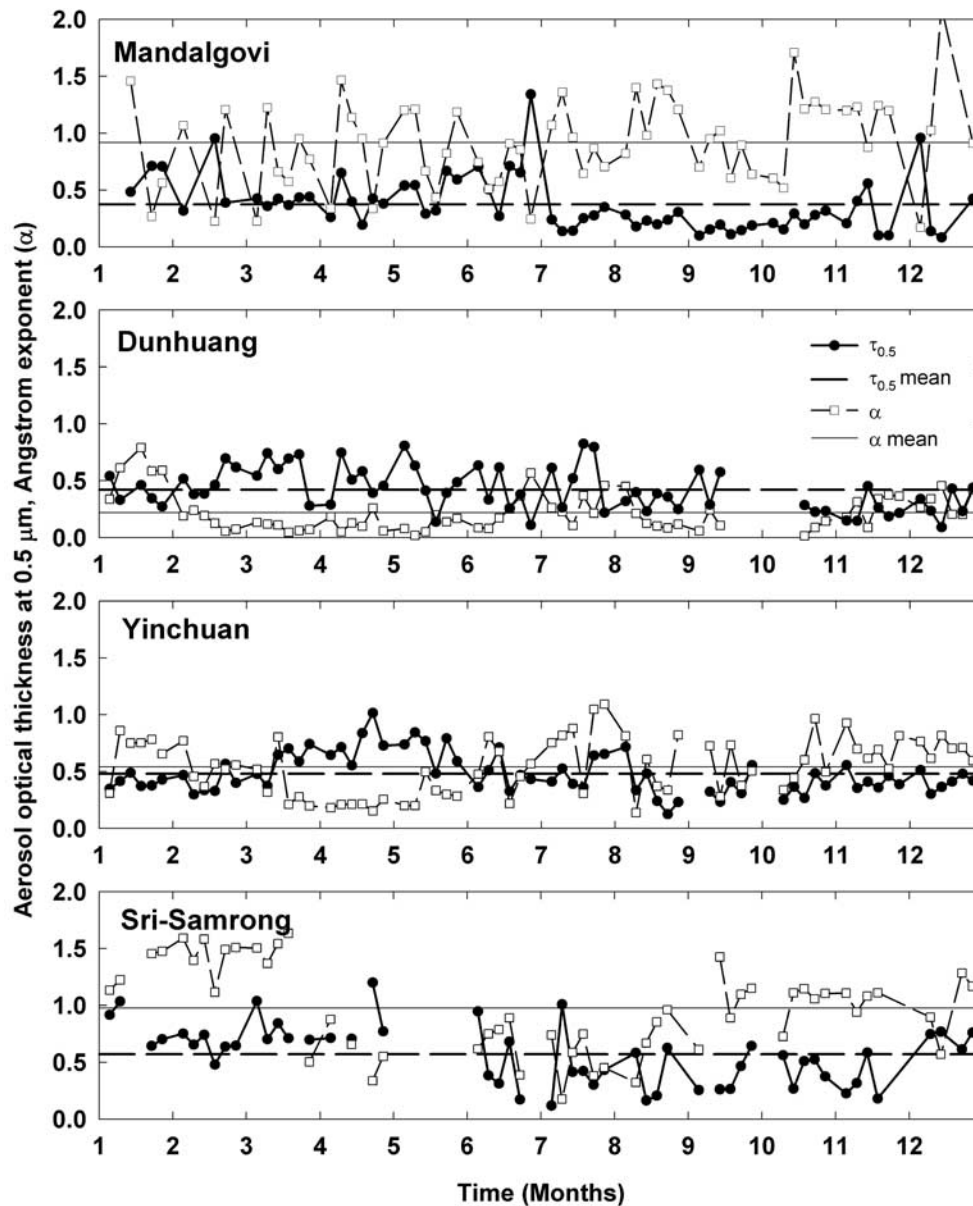 Aerosol optical thickness at 0.5 μm, Angstrom exponent (α)
Mandalgovi
2.0
1.5
1.0
0.5
0.0
1 2 3 4 5 6 7 8 9 10 11 12
Dunhuang
2.0
1.5
1.0
0.5
0.0
τ0.5
τ0.5 mean
α
α mean
1 2 3 4 5 6 7 8 9 10 11 12
Yinchuan
2.0
1.5
1.0
0.5
0.0
1 2 3 4 5 6 7 8 9 10 11 12
Sri-Samrong
2.0
1.5
1.0
0.5
0.0
1 2 3 4 5 6 7 8 9 10 11 12
Time (Months)